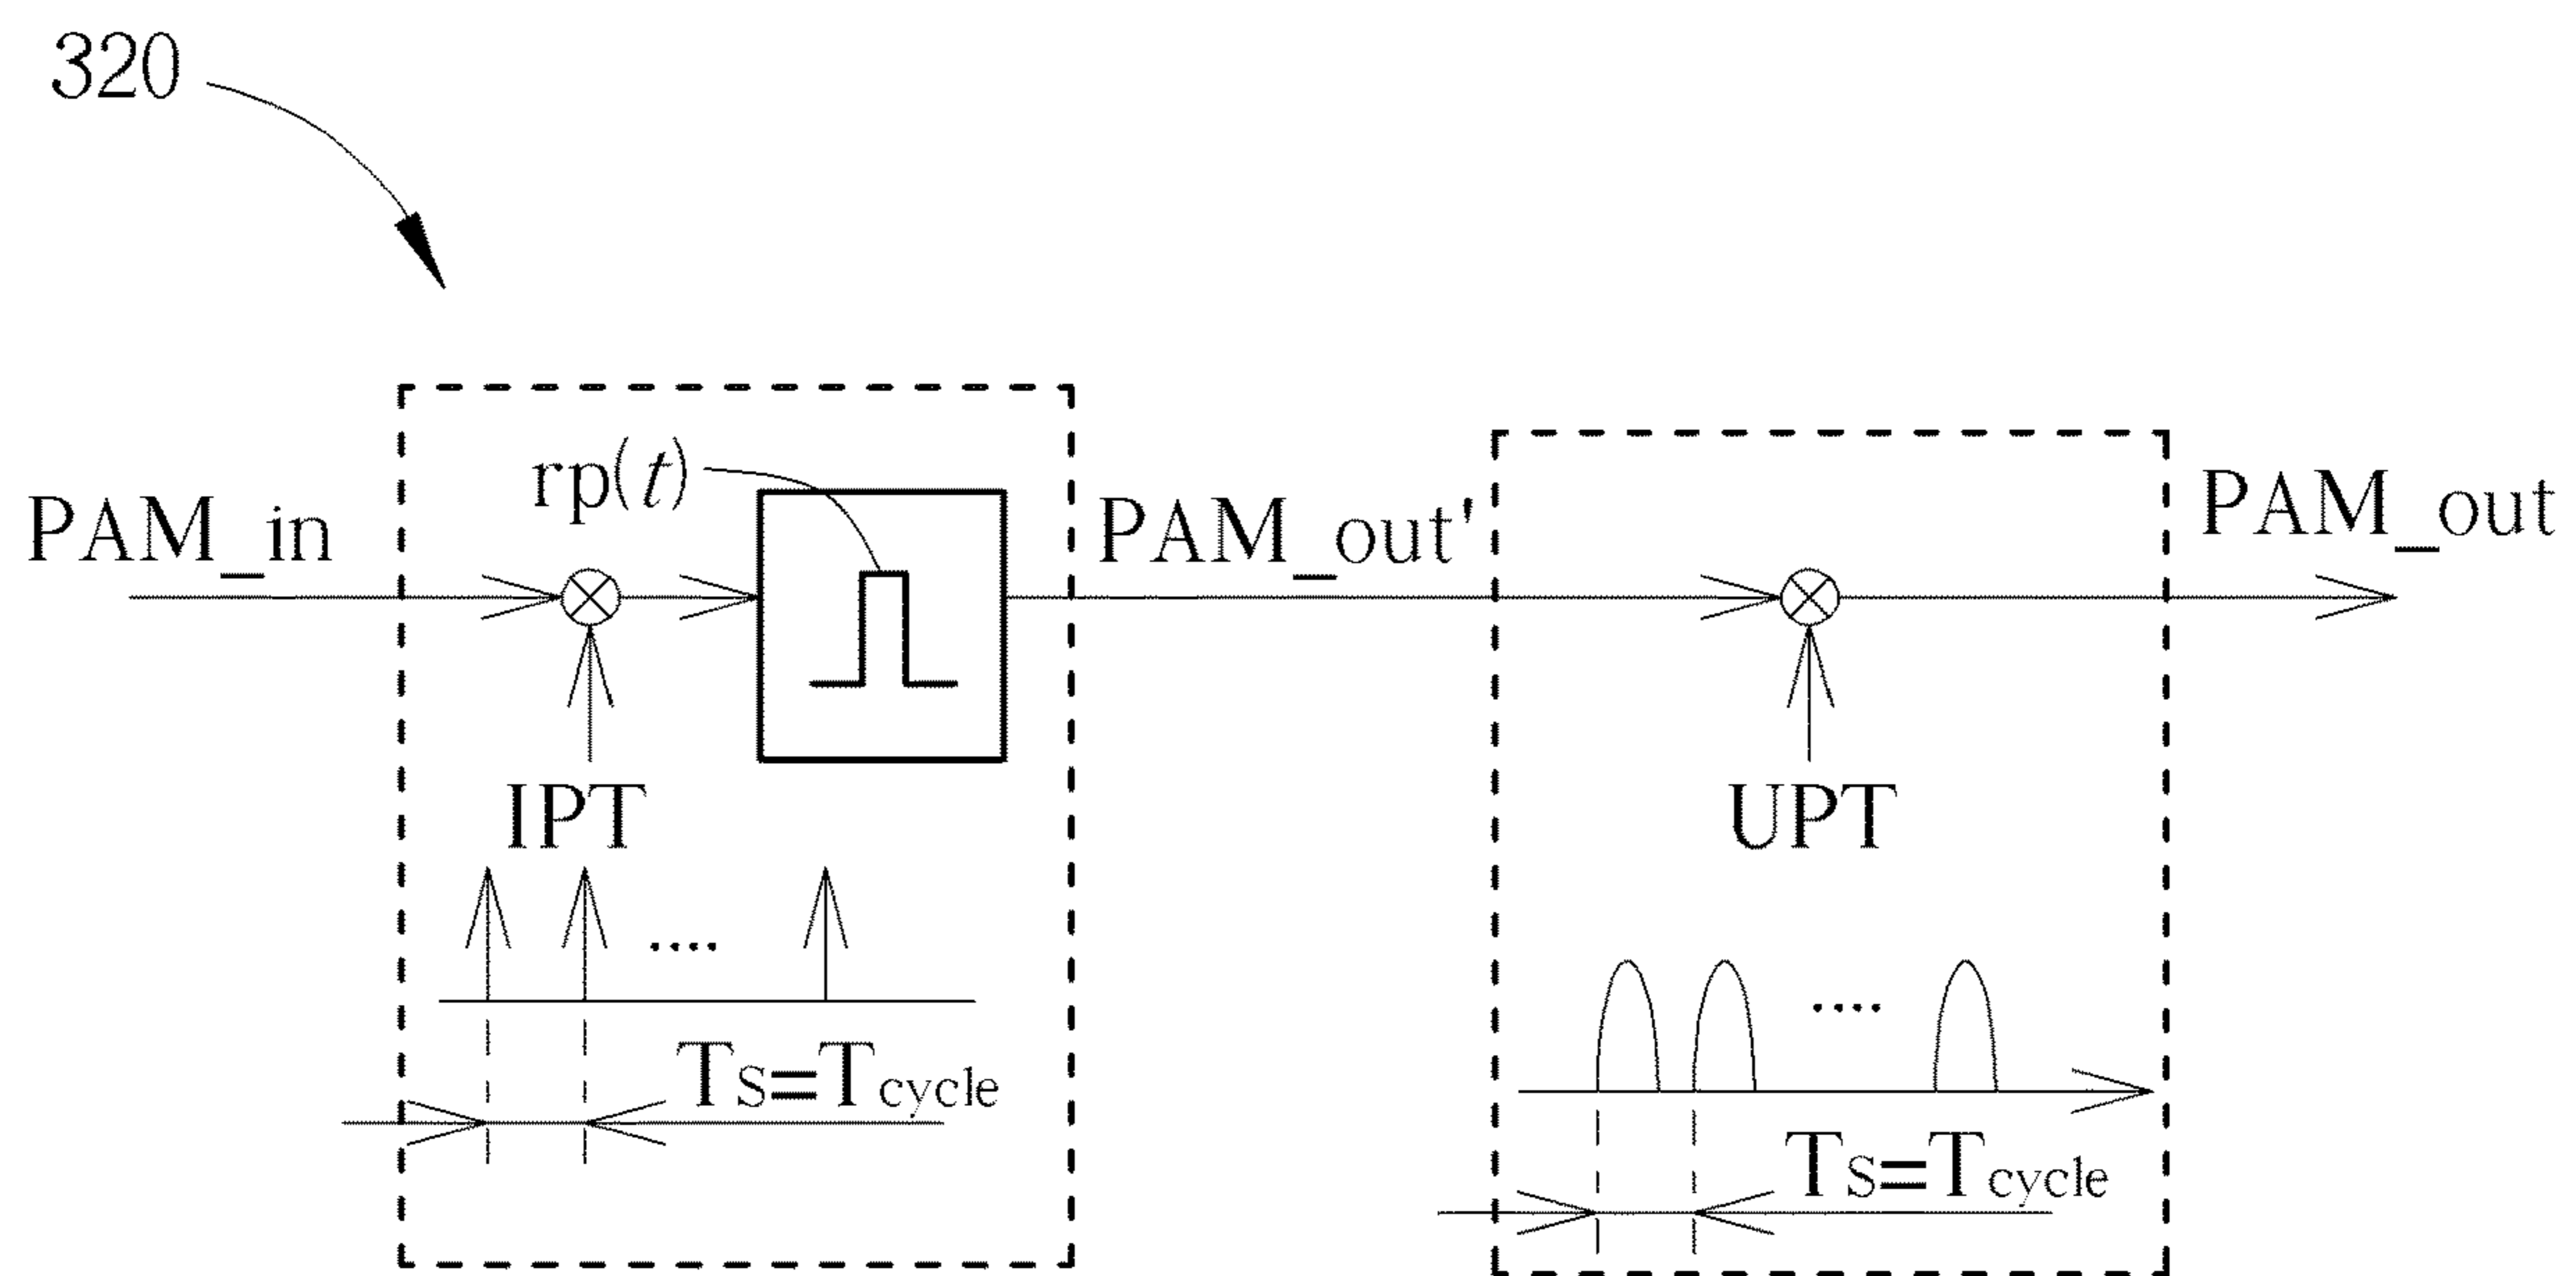 320
rp(t)
PAM_in
PAM_out'
PAM_out
IPT
UPT
....
....
TS=Tcycle
TS=Tcycle